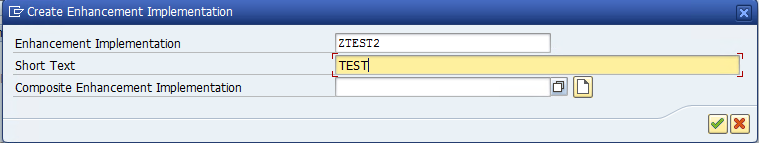 Create Enhancement Implementation
Enhancement Implementation ZTEST2
Short Text TEST
Composite Enhancement Implementation